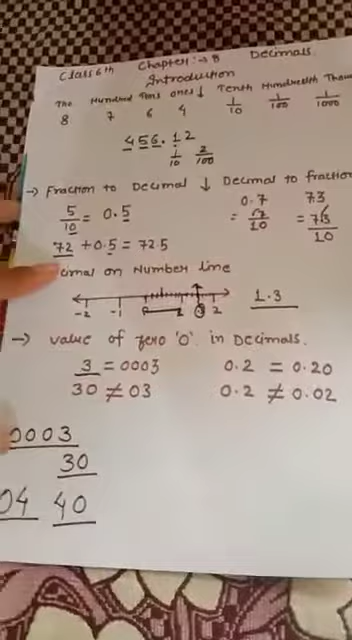 Class 6th Chapter:→ 8 Decimals
Introduction
Tho Hundred Tens ones ↓ Tenth Hundredth Thou
8 7 6 4 1/10 1/100 1/1000
456.12
1/10 2/100
→ Fraction to Decimal ↓ Decimal to Fraction
5/10 = 0.5 0.7 73
= 7/10 = 73/10
72 + 0.5 = 72.5
cimal on Number line
-2 -1 2 1.3
→ Value of zero '0' in Decimals.
3 = 0003 0.2 = 0.20
30 ≠ 03 0.2 ≠ 0.02
0003
30
04 40